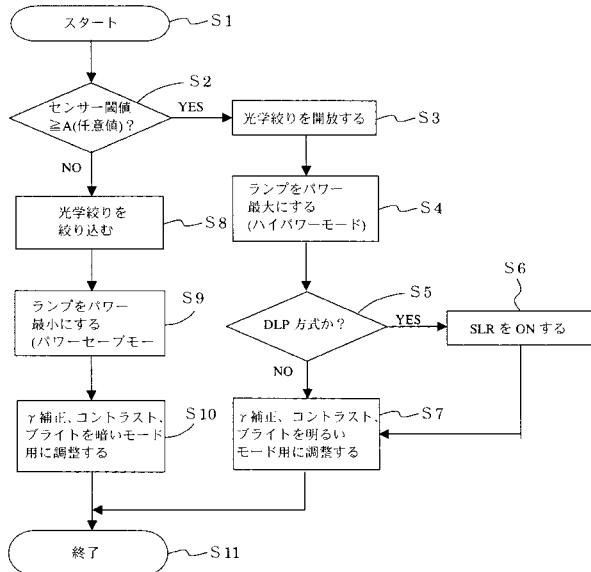 スタート
S1
センサー閾値
≧A(任意値)?
S2
YES
NO
光学絞りを開放する
S3
ランプをパワー
最大にする
(ハイパワーモード)
S4
DLP 方式か?
S5
YES
NO
SLR を ON する
S6
γ補正、コントラスト、
ブライトを明るい
モード用に調整する
S7
光学絞りを
絞り込む
S8
ランプをパワー
最小にする
(パワーセーブモー
S9
γ補正、コントラスト、
ブライトを暗いモード
用に調整する
S10
終了
S11